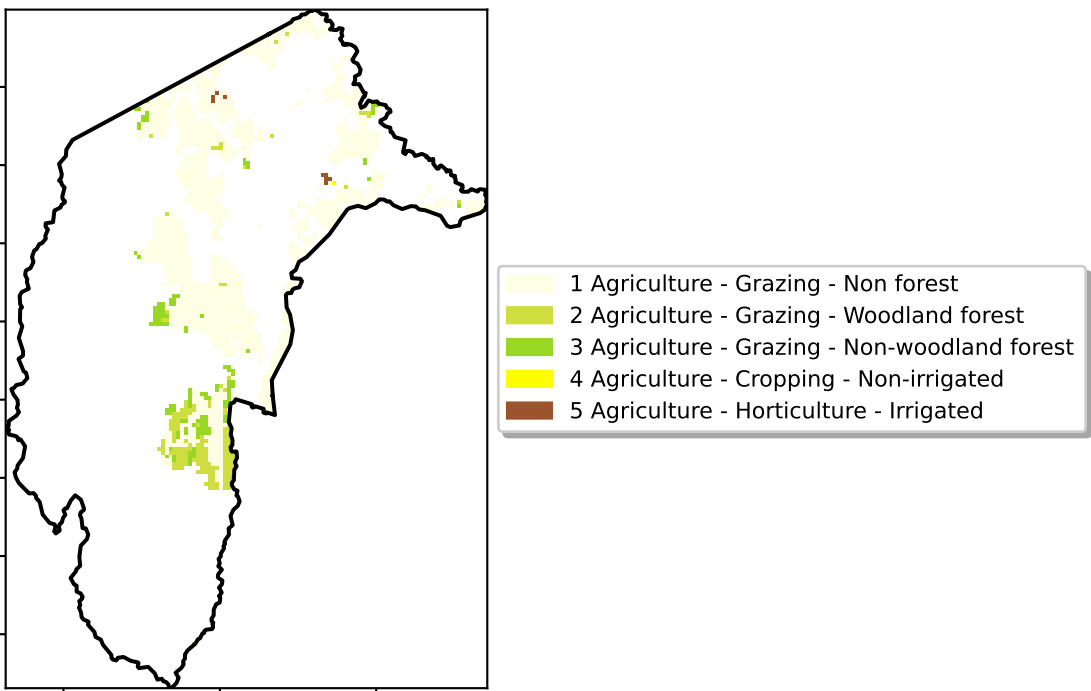 1 Agriculture - Grazing - Non forest
2 Agriculture - Grazing - Woodland forest
3 Agriculture - Grazing - Non-woodland forest
4 Agriculture - Cropping - Non-irrigated
5 Agriculture - Horticulture - Irrigated